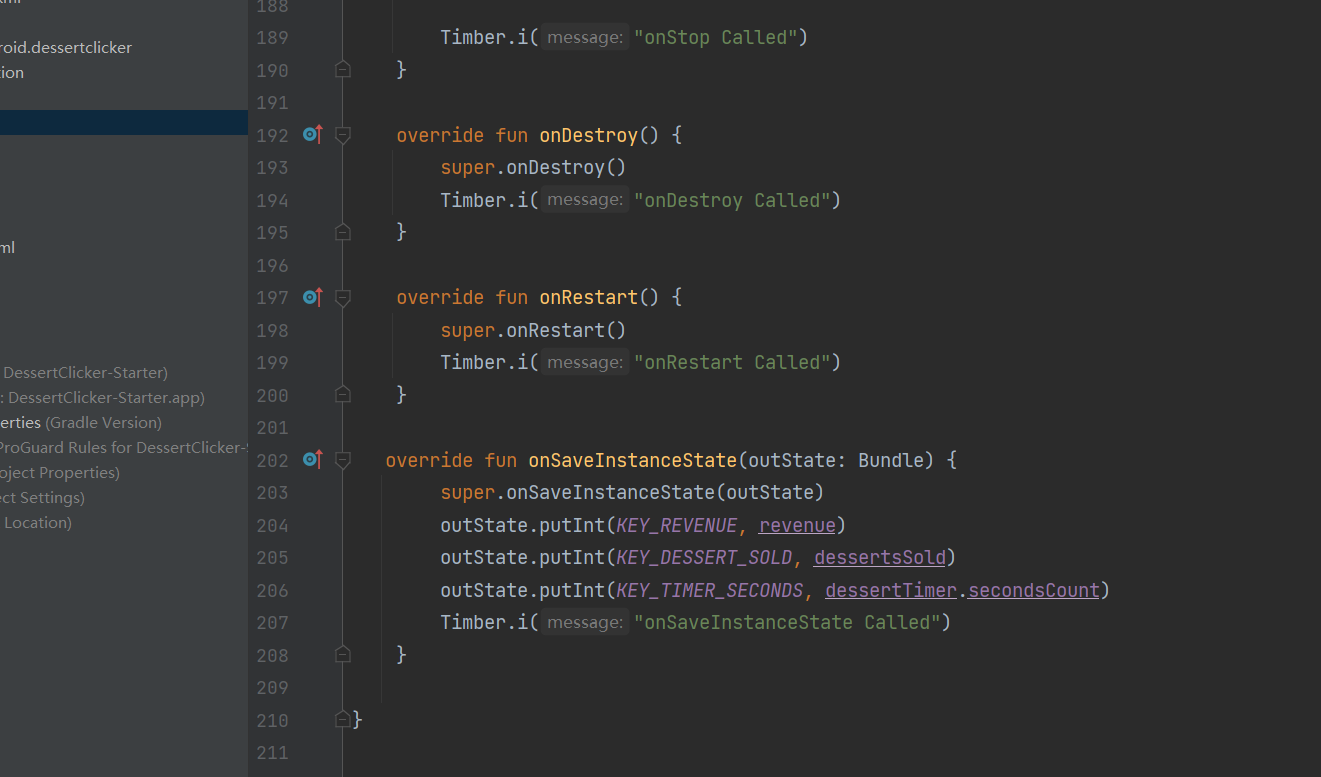 188
189 Timber.i( message: "onStop Called")
190 }
191
192 override fun onDestroy() {
193 super.onDestroy()
194 Timber.i( message: "onDestroy Called")
195 }
196
197 override fun onRestart() {
198 super.onRestart()
199 Timber.i( message: "onRestart Called")
200 }
201
202 override fun onSaveInstanceState(outState: Bundle) {
203 super.onSaveInstanceState(outState)
204 outState.putInt(KEY_REVENUE, revenue)
205 outState.putInt(KEY_DESSERT_SOLD, dessertsSold)
206 outState.putInt(KEY_TIMER_SECONDS, dessertTimer.secondsCount)
207 Timber.i( message: "onSaveInstanceState Called")
208 }
209
210 }
211
roid.dessertclicker
ion
ml
DessertClicker-Starter)
: DessertClicker-Starter.app)
erties (Gradle Version)
ProGuard Rules for DessertClicker-S
oject Properties)
ct Settings)
Location)